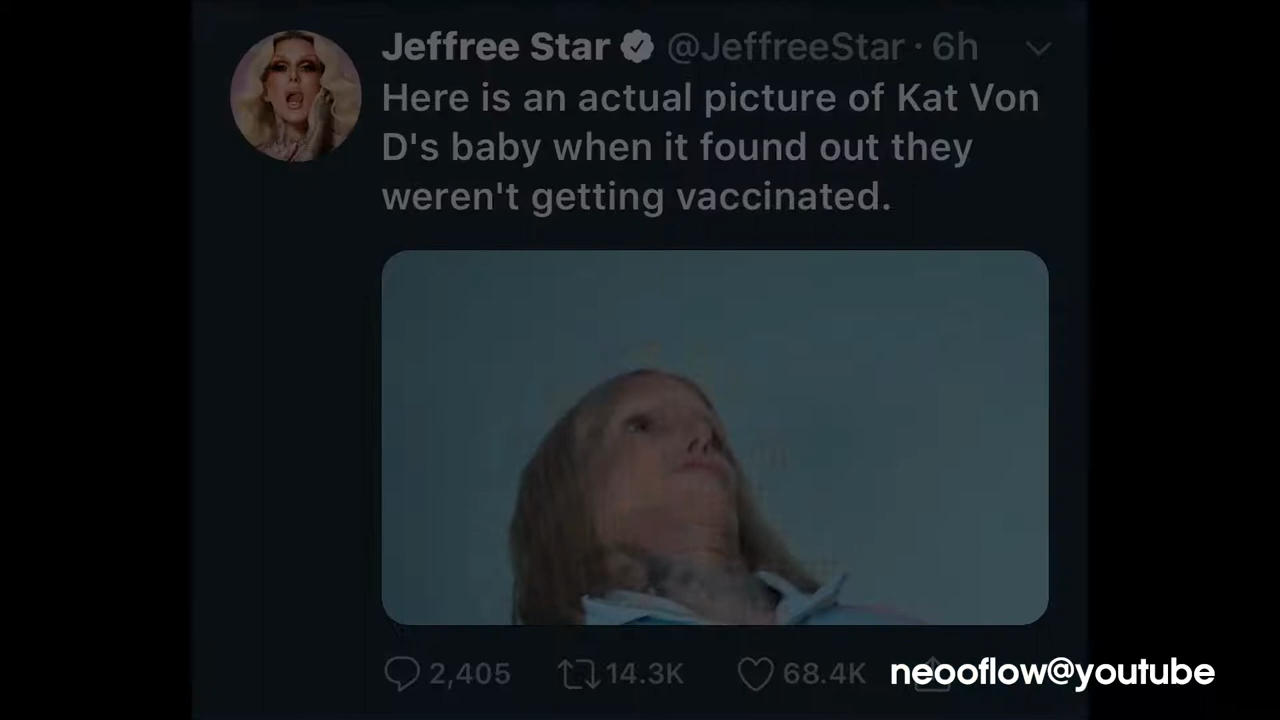 Jeffree Star @JeffreeStar · 6h
Here is an actual picture of Kat Von
D's baby when it found out they
weren't getting vaccinated.
2,405 14.3K 68.4K neooflow@youtube